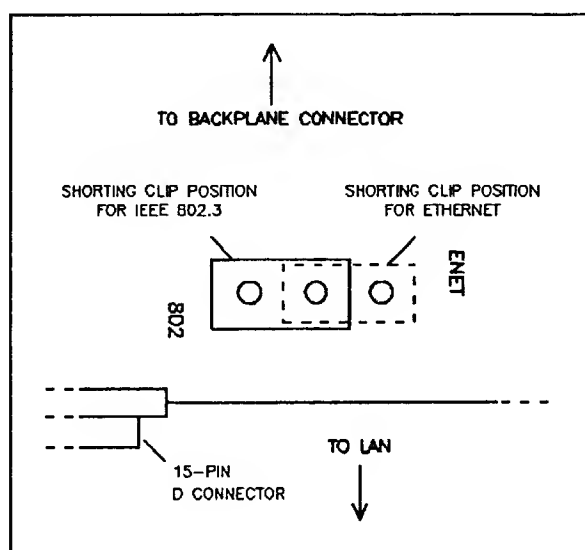 TO BACKPLANE CONNECTOR
SHORTING CLIP POSITION
FOR IEEE 802.3
SHORTING CLIP POSITION
FOR ETHERNET
802
ENET
TO LAN
15-PIN
D CONNECTOR